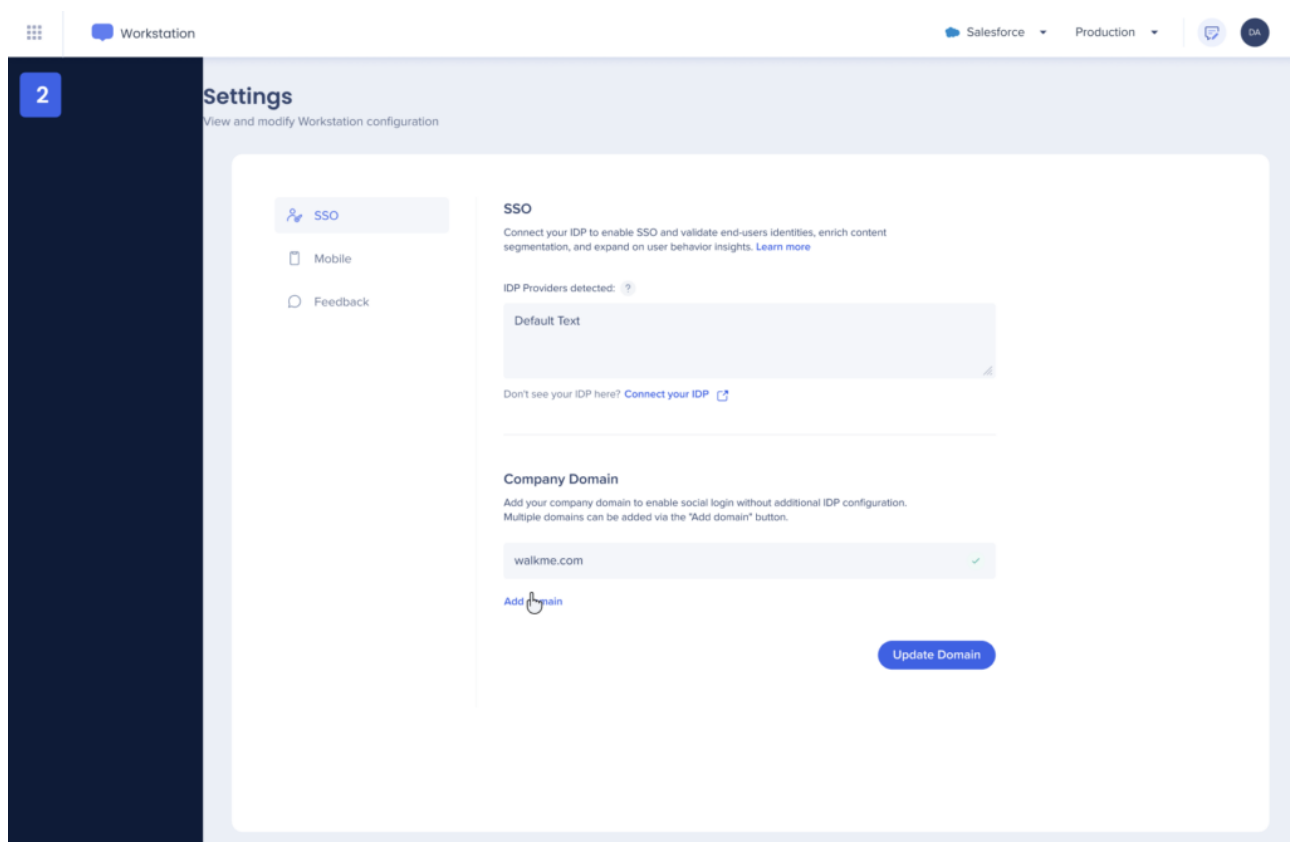 Workstation
Salesforce
Production
DA
2
Settings
View and modify Workstation configuration
SSO
Mobile
Feedback
SSO
Connect your IDP to enable SSO and validate end-users identities, enrich content
segmentation, and expand on user behavior insights. Learn more
IDP Providers detected: ?
Default Text
Don't see your IDP here? Connect your IDP
Company Domain
Add your company domain to enable social login without additional IDP configuration.
Multiple domains can be added via the "Add domain" button.
walkme.com
Add domain
Update Domain